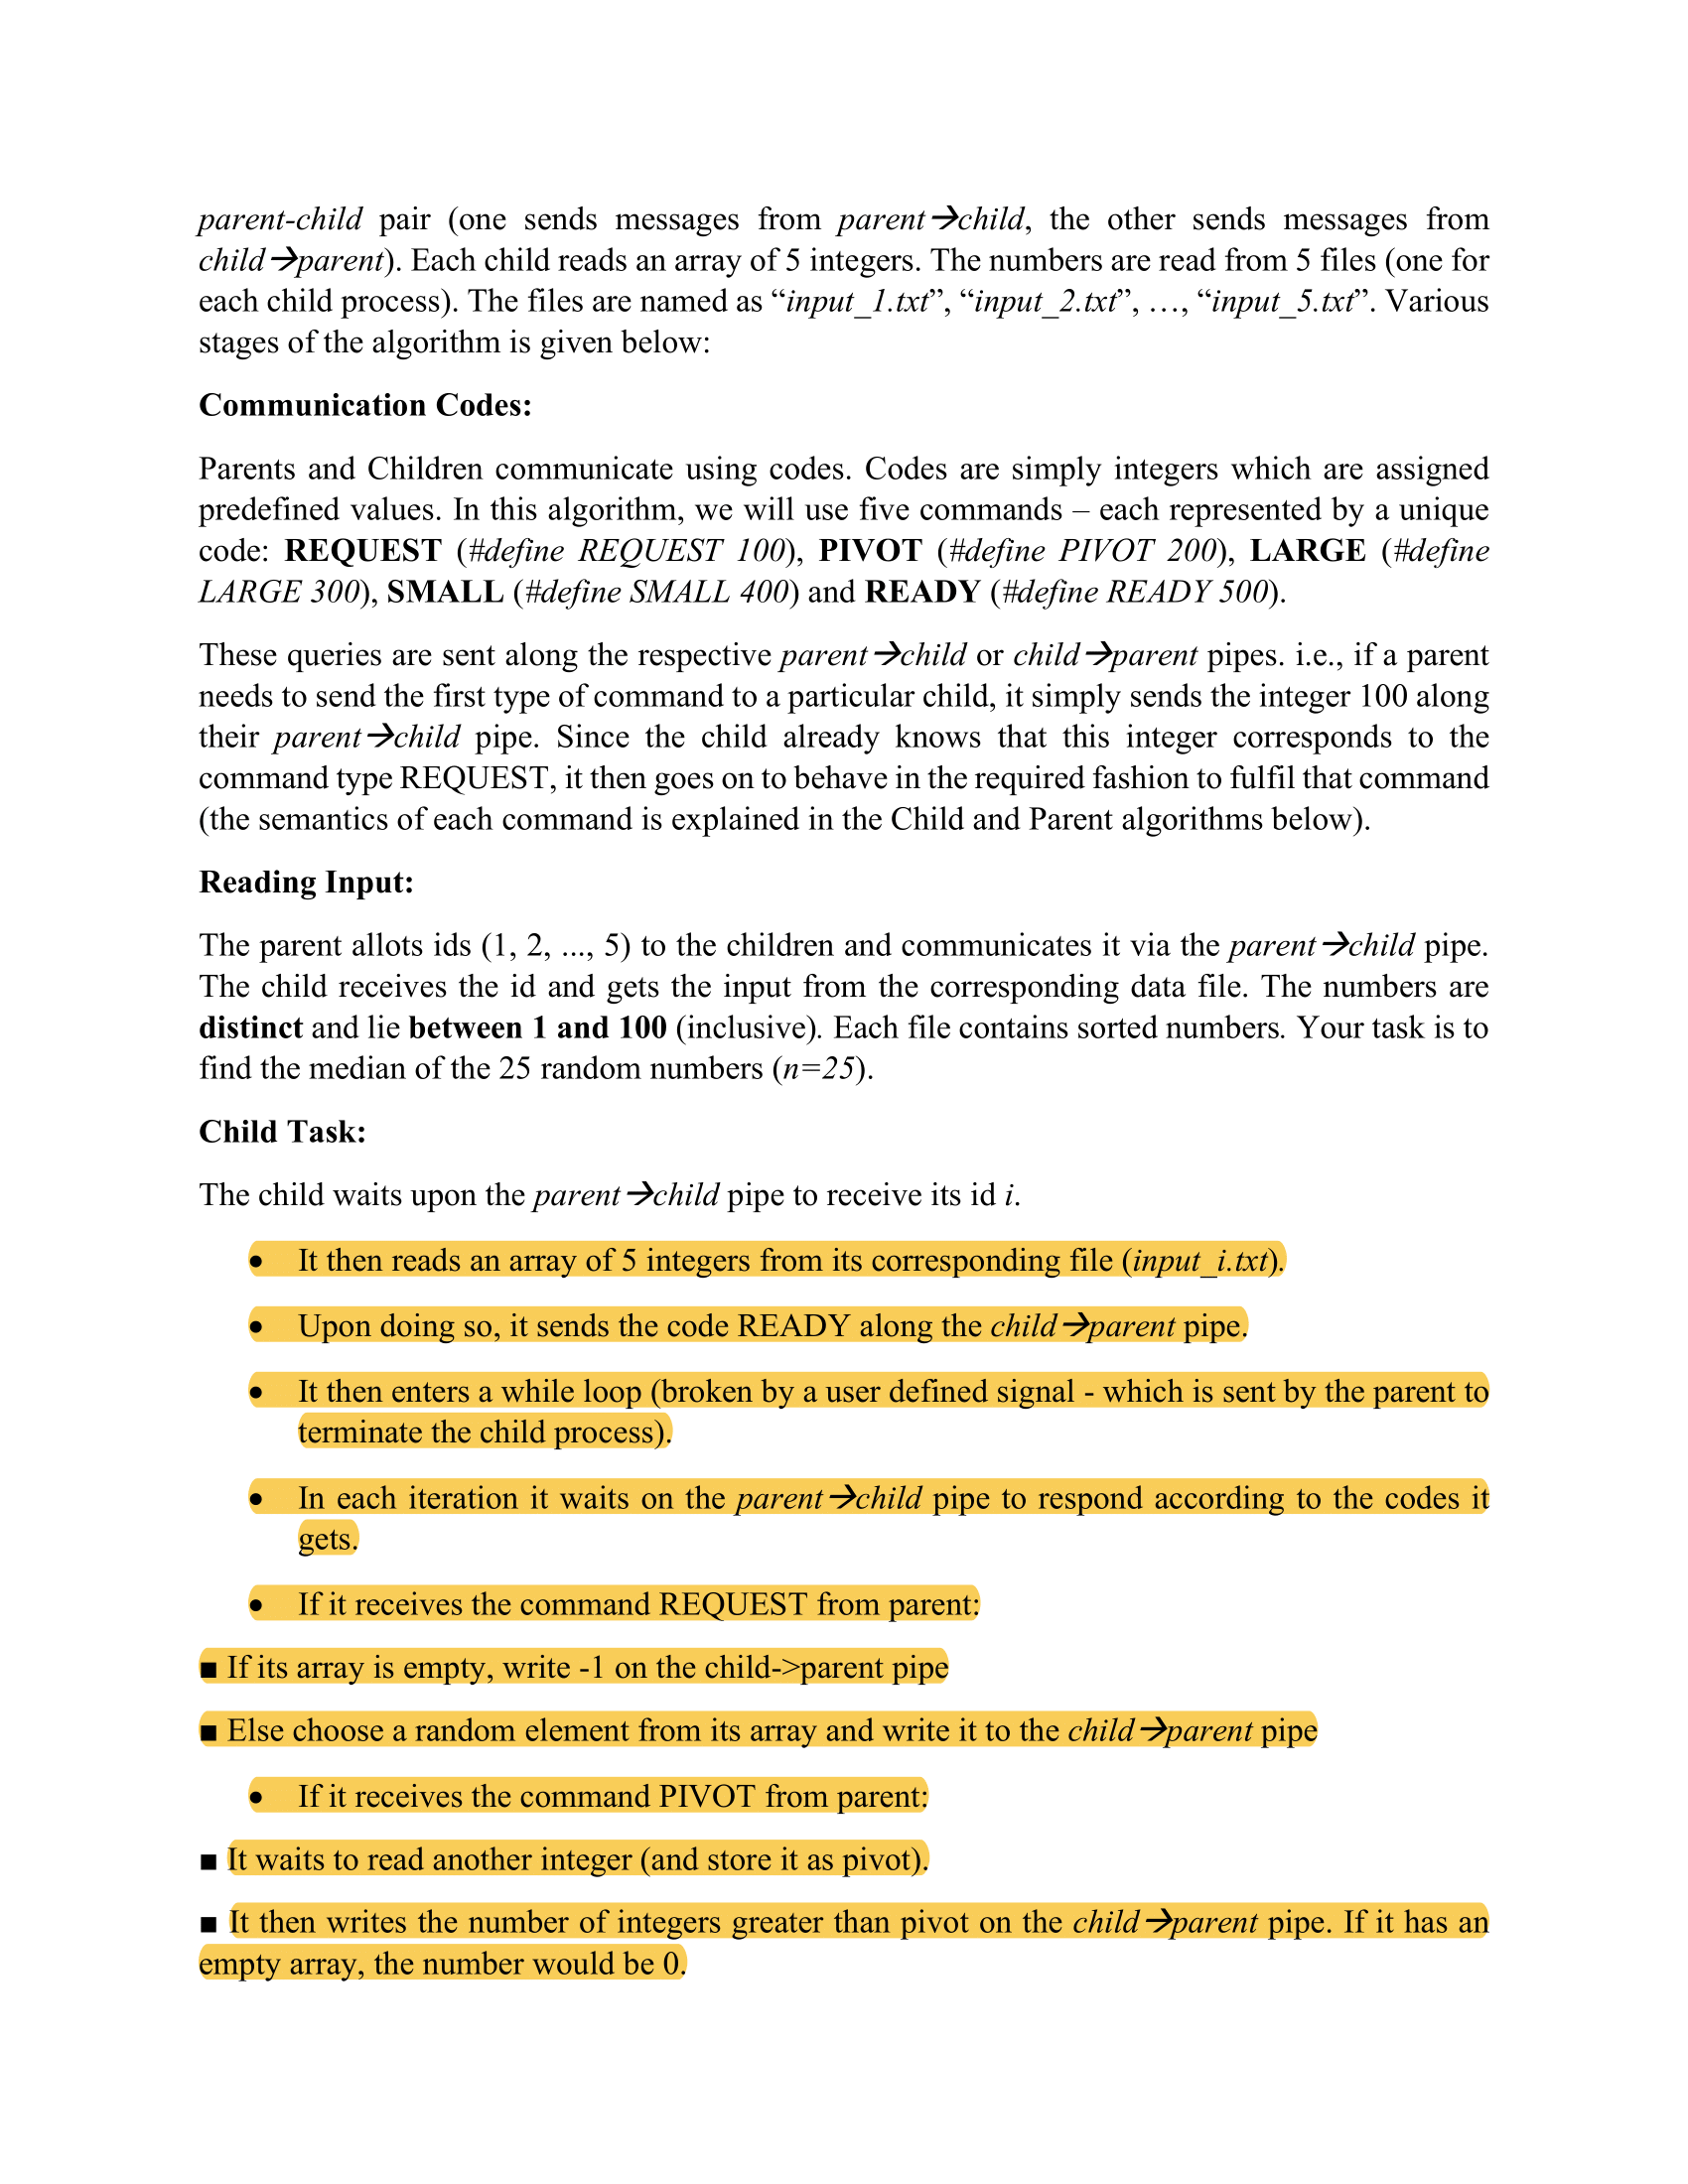 parent-child pair (one sends messages from parent→child, the other sends messages from
child→parent). Each child reads an array of 5 integers. The numbers are read from 5 files (one for
each child process). The files are named as “input_1.txt”, “input_2.txt”, …, “input_5.txt”. Various
stages of the algorithm is given below:
Communication Codes:
Parents and Children communicate using codes. Codes are simply integers which are assigned
predefined values. In this algorithm, we will use five commands – each represented by a unique
code: REQUEST (#define REQUEST 100), PIVOT (#define PIVOT 200), LARGE (#define
LARGE 300), SMALL (#define SMALL 400) and READY (#define READY 500).
These queries are sent along the respective parent→child or child→parent pipes. i.e., if a parent
needs to send the first type of command to a particular child, it simply sends the integer 100 along
their parent→child pipe. Since the child already knows that this integer corresponds to the
command type REQUEST, it then goes on to behave in the required fashion to fulfil that command
(the semantics of each command is explained in the Child and Parent algorithms below).
Reading Input:
The parent allots ids (1, 2, ..., 5) to the children and communicates it via the parent→child pipe.
The child receives the id and gets the input from the corresponding data file. The numbers are
distinct and lie between 1 and 100 (inclusive). Each file contains sorted numbers. Your task is to
find the median of the 25 random numbers (n=25).
Child Task:
The child waits upon the parent→child pipe to receive its id i.
• It then reads an array of 5 integers from its corresponding file (input_i.txt).
• Upon doing so, it sends the code READY along the child→parent pipe.
• It then enters a while loop (broken by a user defined signal - which is sent by the parent to
terminate the child process).
• In each iteration it waits on the parent→child pipe to respond according to the codes it
gets.
• If it receives the command REQUEST from parent:
■ If its array is empty, write -1 on the child->parent pipe
■ Else choose a random element from its array and write it to the child→parent pipe
• If it receives the command PIVOT from parent:
■ It waits to read another integer (and store it as pivot).
■ It then writes the number of integers greater than pivot on the child→parent pipe. If it has an
empty array, the number would be 0.